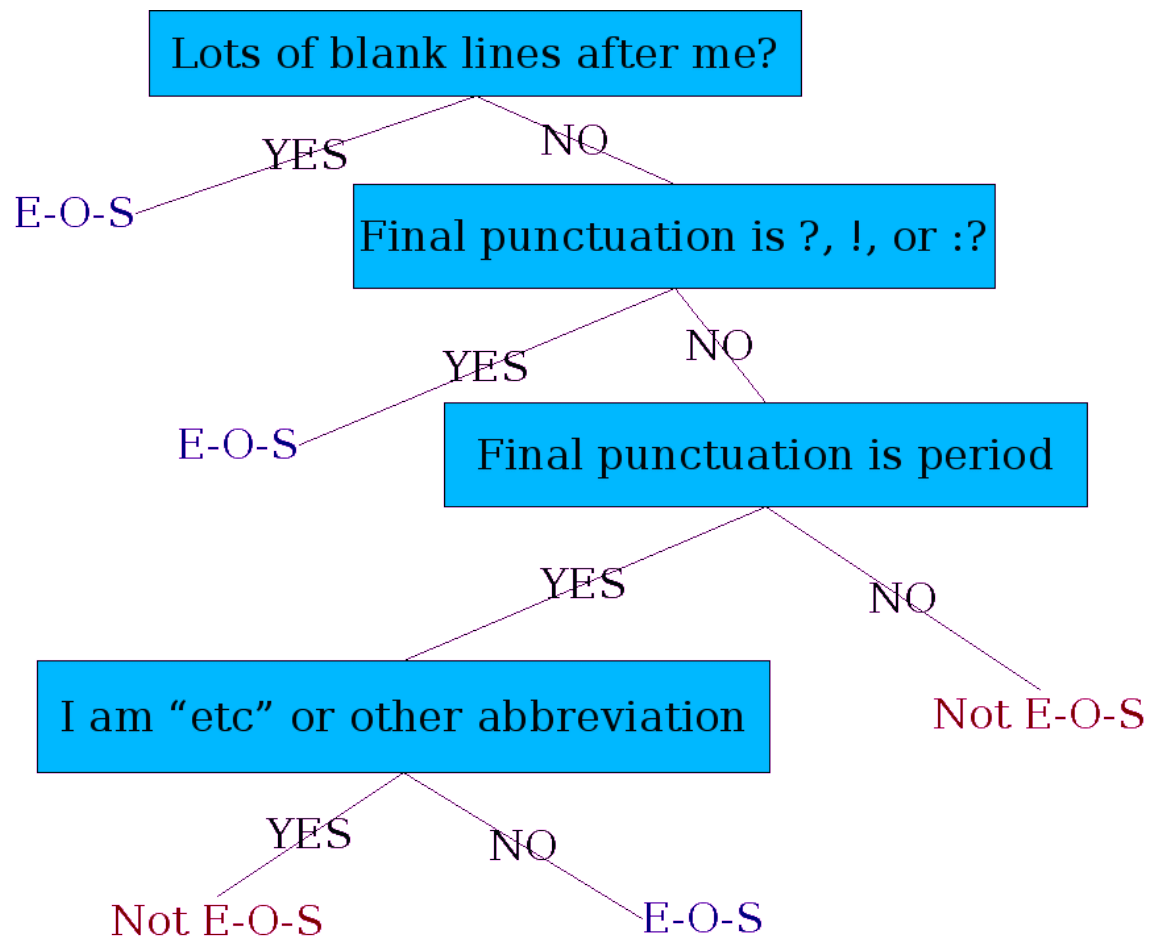 Lots of blank lines after me?
YES
NO
E-O-S
Final punctuation is ?, !, or :?
YES
NO
E-O-S
Final punctuation is period
YES
NO
I am “etc” or other abbreviation
Not E-O-S
YES
NO
Not E-O-S
E-O-S